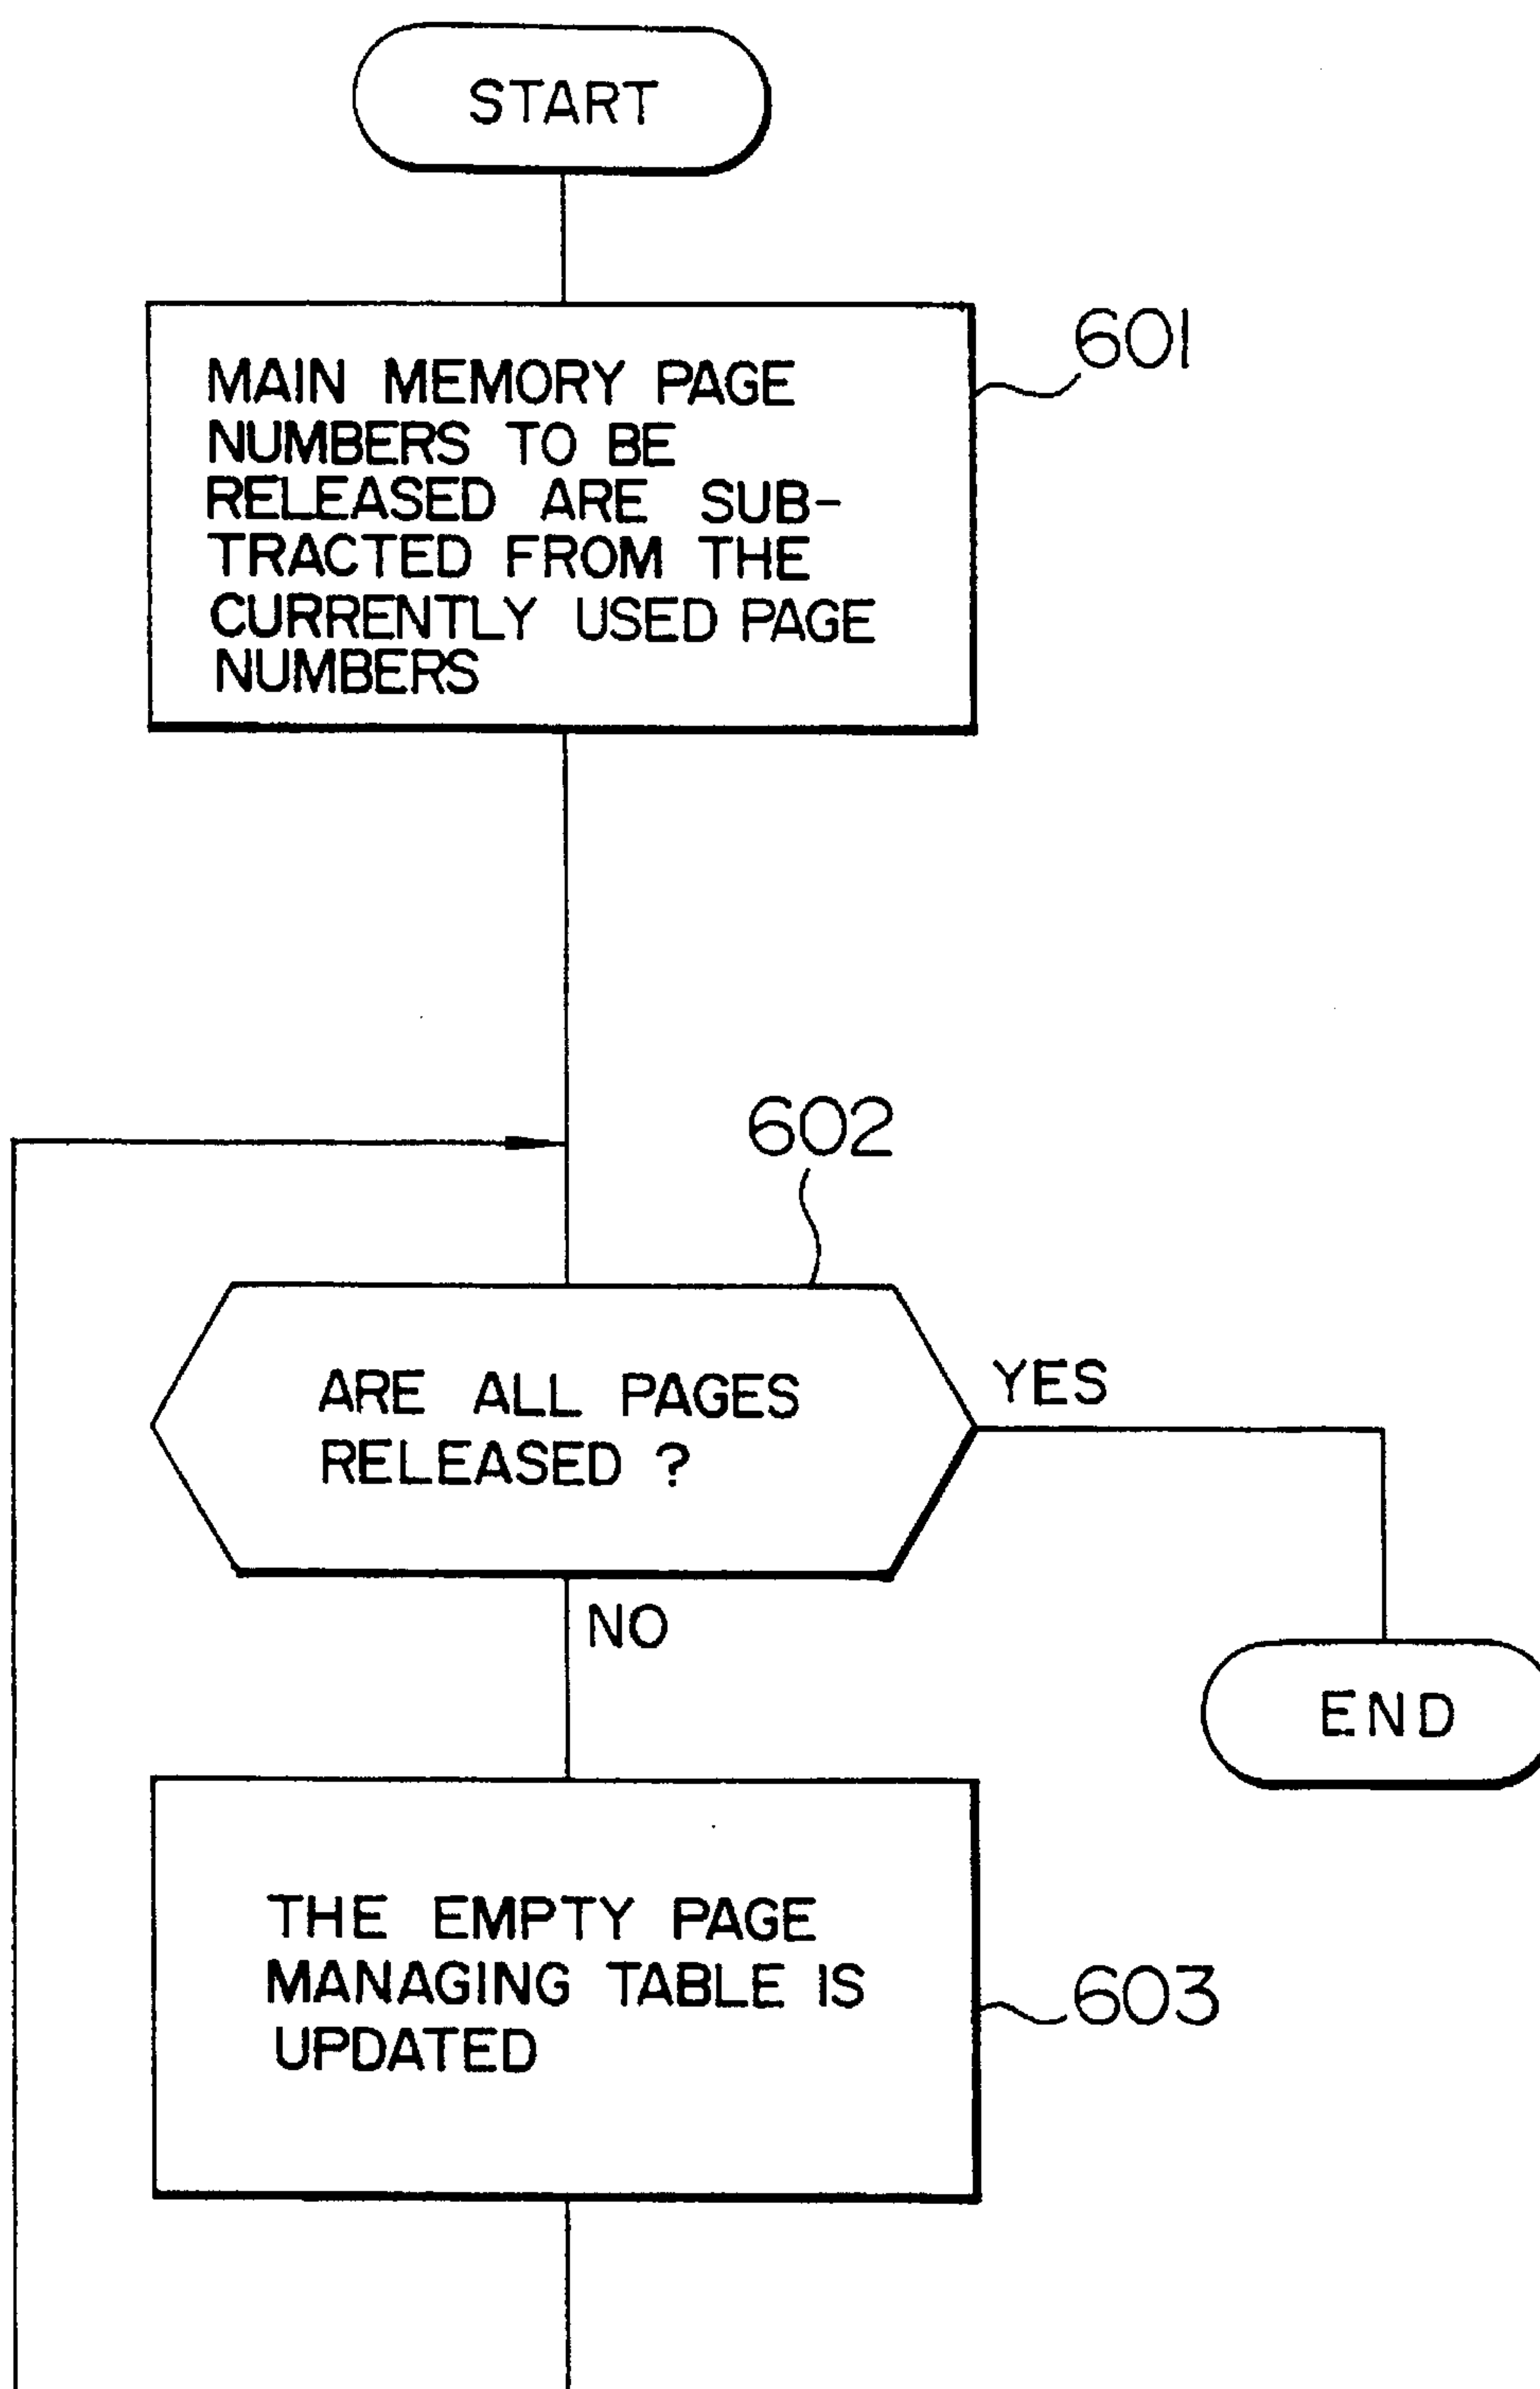 START
601
MAIN MEMORY PAGE
NUMBERS TO BE
RELEASED ARE SUB-
TRACTED FROM THE
CURRENTLY USED PAGE
NUMBERS
602
ARE ALL PAGES
RELEASED ?
YES
NO
END
THE EMPTY PAGE
MANAGING TABLE IS
UPDATED
603